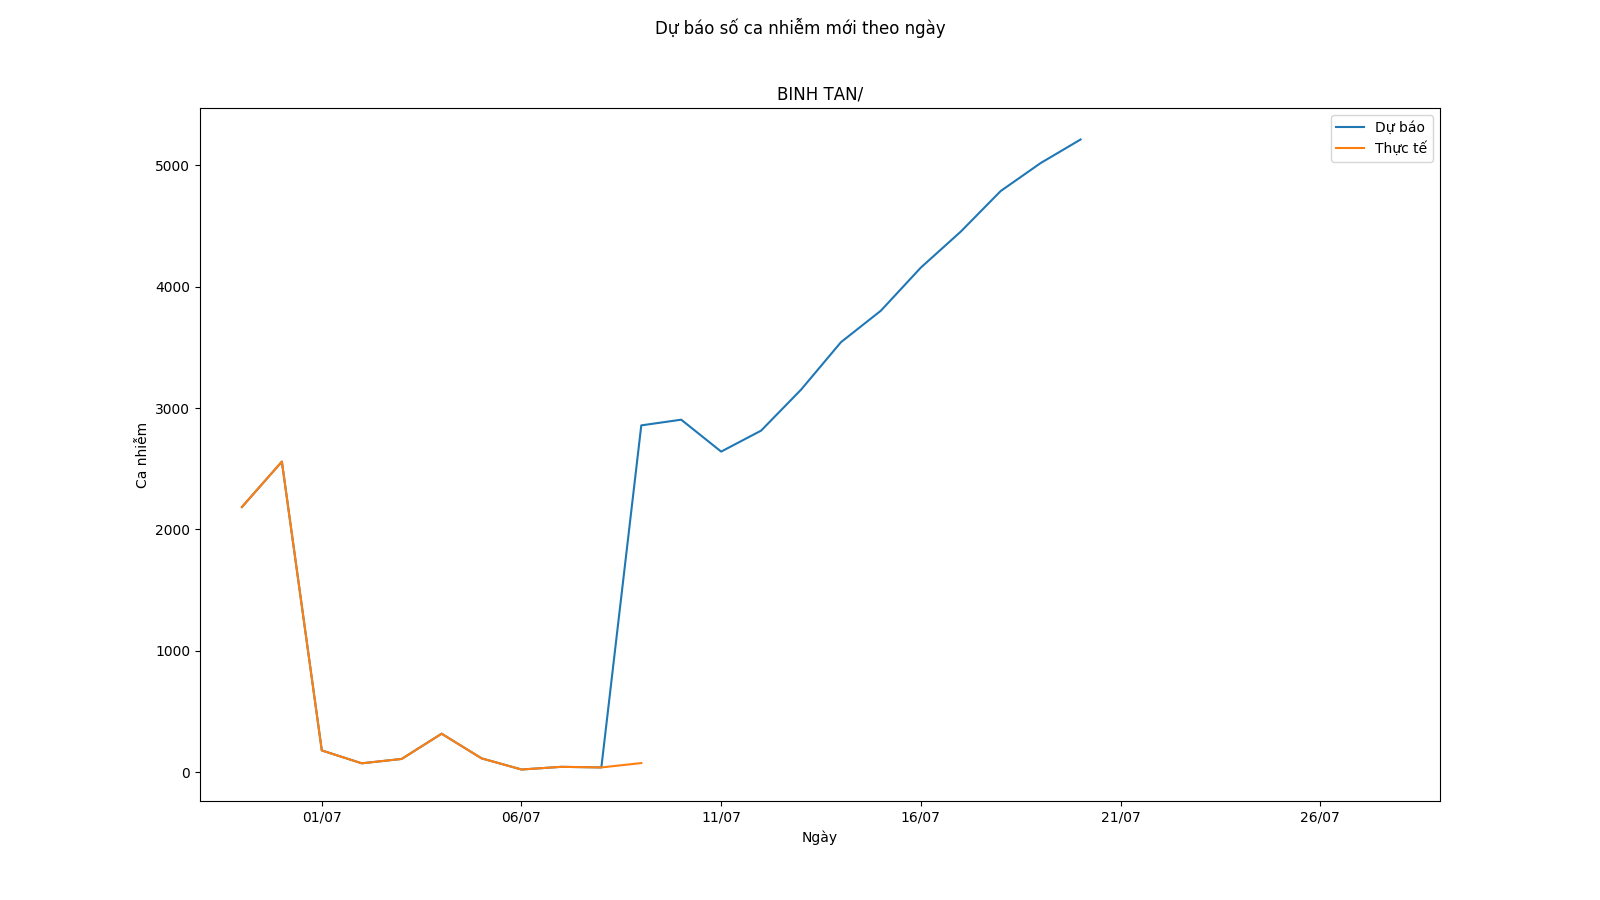 Dự báo số ca nhiễm mới theo ngày
BINH TAN/
Dự báo
Thực tế
5000
4000
3000
2000
1000
0
Ca nhiễm
01/07
06/07
11/07
16/07
21/07
26/07
Ngày